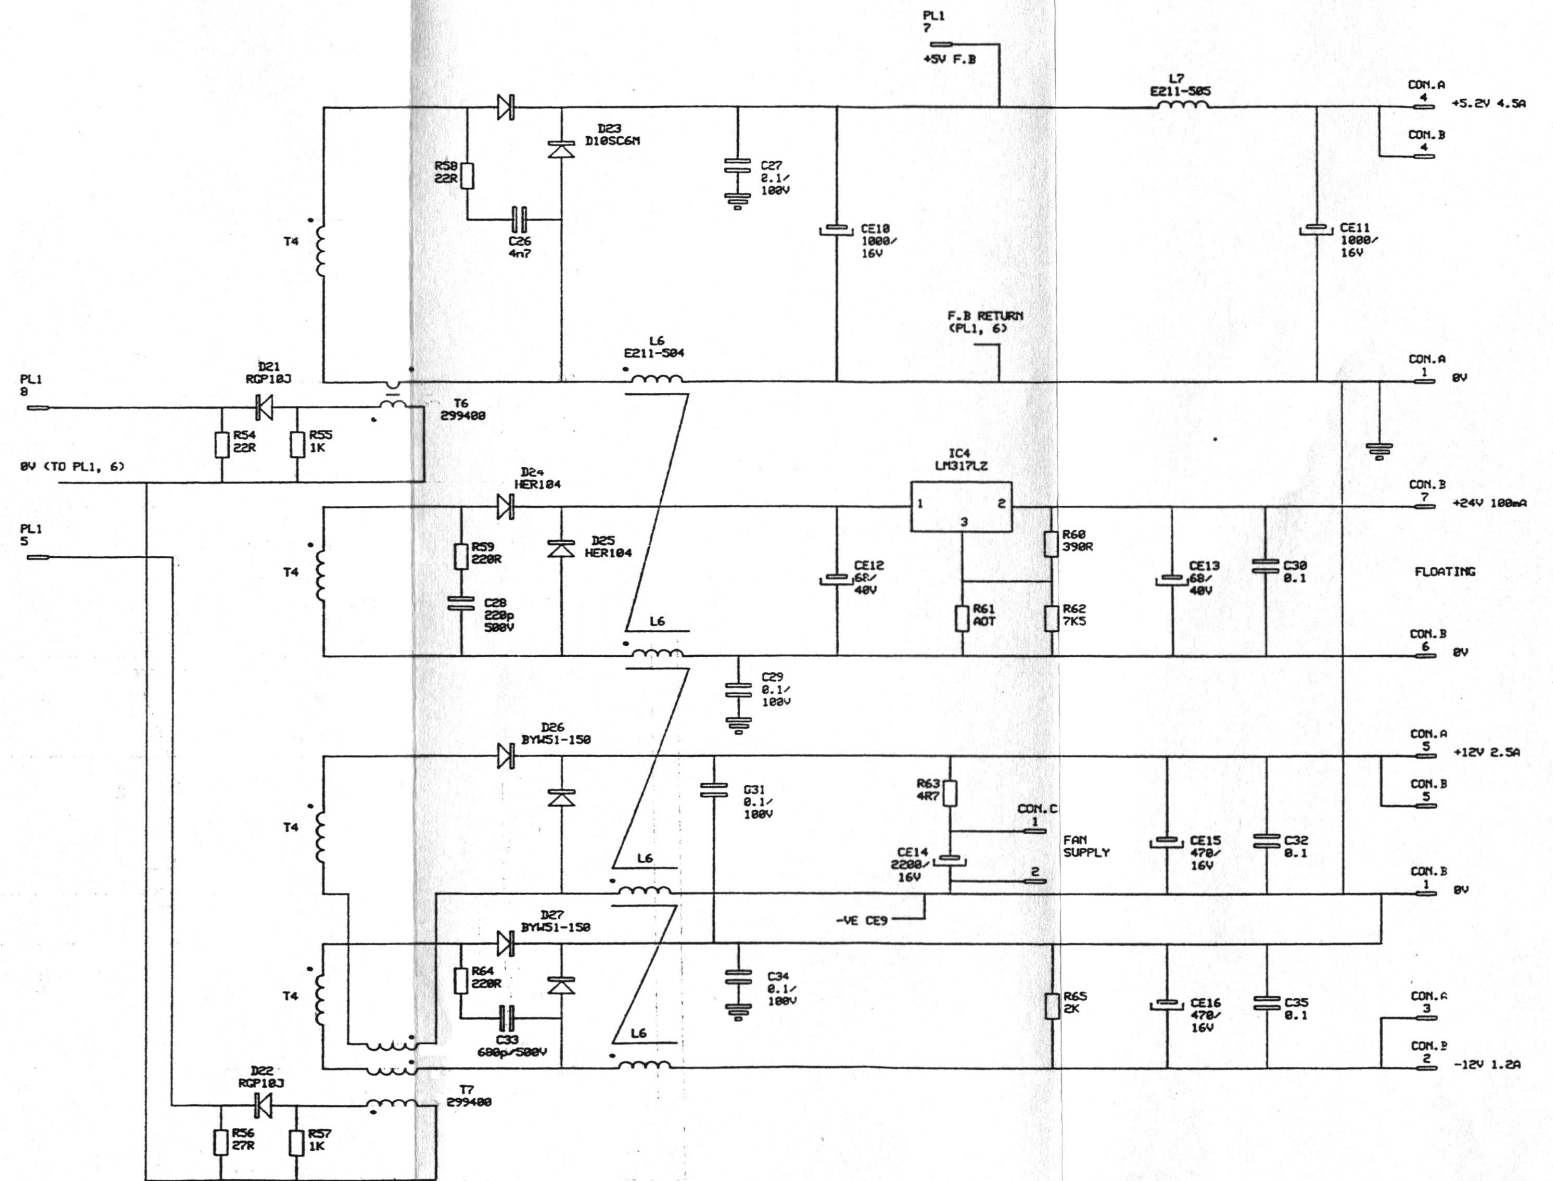 PL1
7
+5V F.B
L7
E211-505
CON.A
4
+5.2V 4.5A
CON.B
4
D23
D10SC6M
R58
22R
C27
2.1/
100V
C26
4n7
T4
CE10
1000/
16V
CE11
1000/
16V
F.B RETURN
(PL1, 6)
L6
E211-504
CON.A
1
0V
PL1
8
D21
RGP10J
T6
299400
R54
22R
R55
1K
0V (TO PL1, 6)
IC4
LM317LZ
1
2
3
D24
HER104
CON.B
7
+24V 100mA
PL1
5
T4
R59
220R
D25
HER104
C28
220p
500V
CE12
68/
40V
R60
390R
R61
AOT
R62
7K5
CE13
68/
40V
C30
0.1
FLOATING
L6
CON.B
6
0V
C29
0.1/
100V
D26
BYW51-150
CON.A
5
+12V 2.5A
CON.B
5
T4
C31
0.1/
100V
R63
4R7
CON.C
1
FAN
SUPPLY
CE14
2200/
16V
2
CE15
470/
16V
C32
0.1
L6
CON.B
1
0V
-VE CE9
D27
BYW51-150
T4
R64
220R
C33
680p/500V
C34
0.1/
100V
R65
2K
CE16
470/
16V
C35
0.1
CON.A
3
L6
CON.B
2
-12V 1.2A
D22
RGP10J
T7
299400
R56
27R
R57
1K